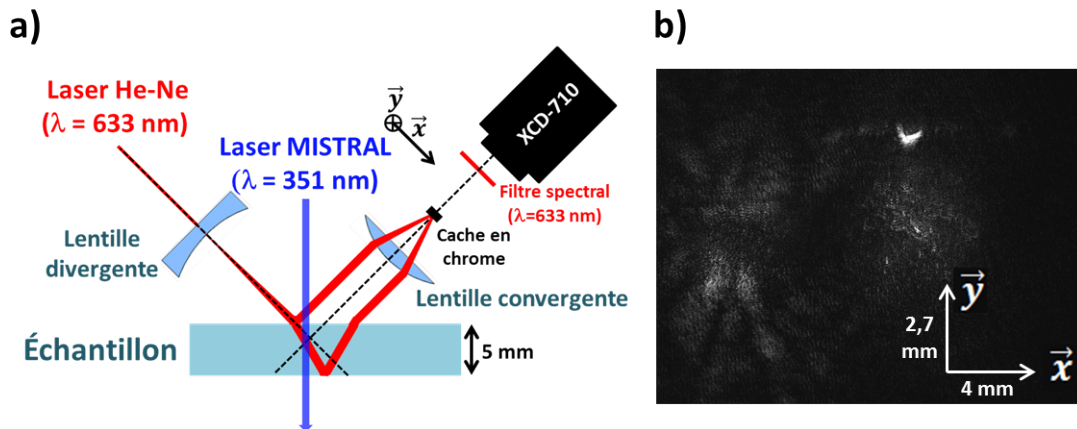 a)
Laser He-Ne
(λ = 633 nm)
Laser MISTRAL
(λ = 351 nm)
y
x
XCD-710
Filtre spectral
(λ=633 nm)
Cache en
chrome
Lentille
divergente
Lentille convergente
Échantillon
5 mm
b)
y
2,7
mm
x
4 mm